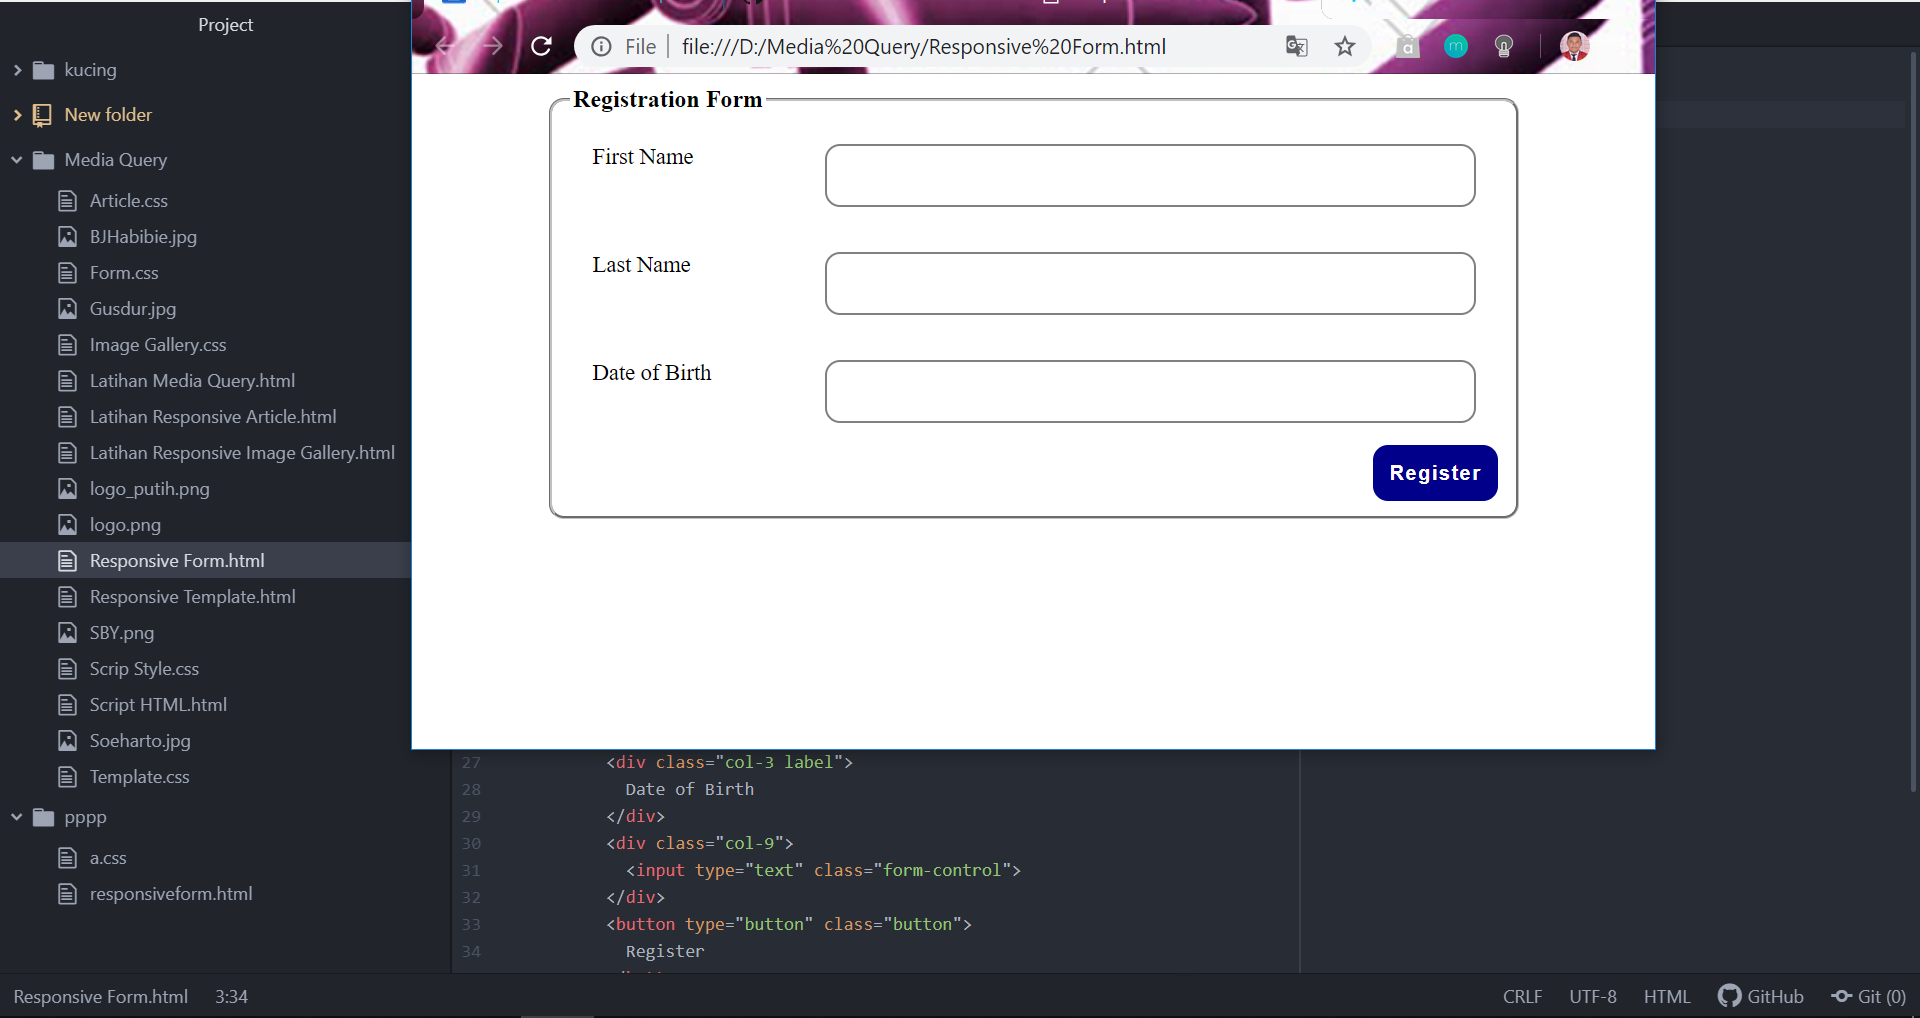 Project
kucing
New folder
Media Query
Article.css
BJHabibie.jpg
Form.css
Gusdur.jpg
Image Gallery.css
Latihan Media Query.html
Latihan Responsive Article.html
Latihan Responsive Image Gallery.html
logo_putih.png
logo.png
Responsive Form.html
Responsive Template.html
SBY.png
Scrip Style.css
Script HTML.html
Soeharto.jpg
Template.css
pppp
a.css
responsiveform.html
File file:///D:/Media%20Query/Responsive%20Form.html
a
m
Registration Form
First Name
Last Name
Date of Birth
Register
27 <div class="col-3 label">
28 Date of Birth
29 </div>
30 <div class="col-9">
31 <input type="text" class="form-control">
32 </div>
33 <button type="button" class="button">
34 Register
Responsive Form.html 3:34 CRLF UTF-8 HTML GitHub Git (0)